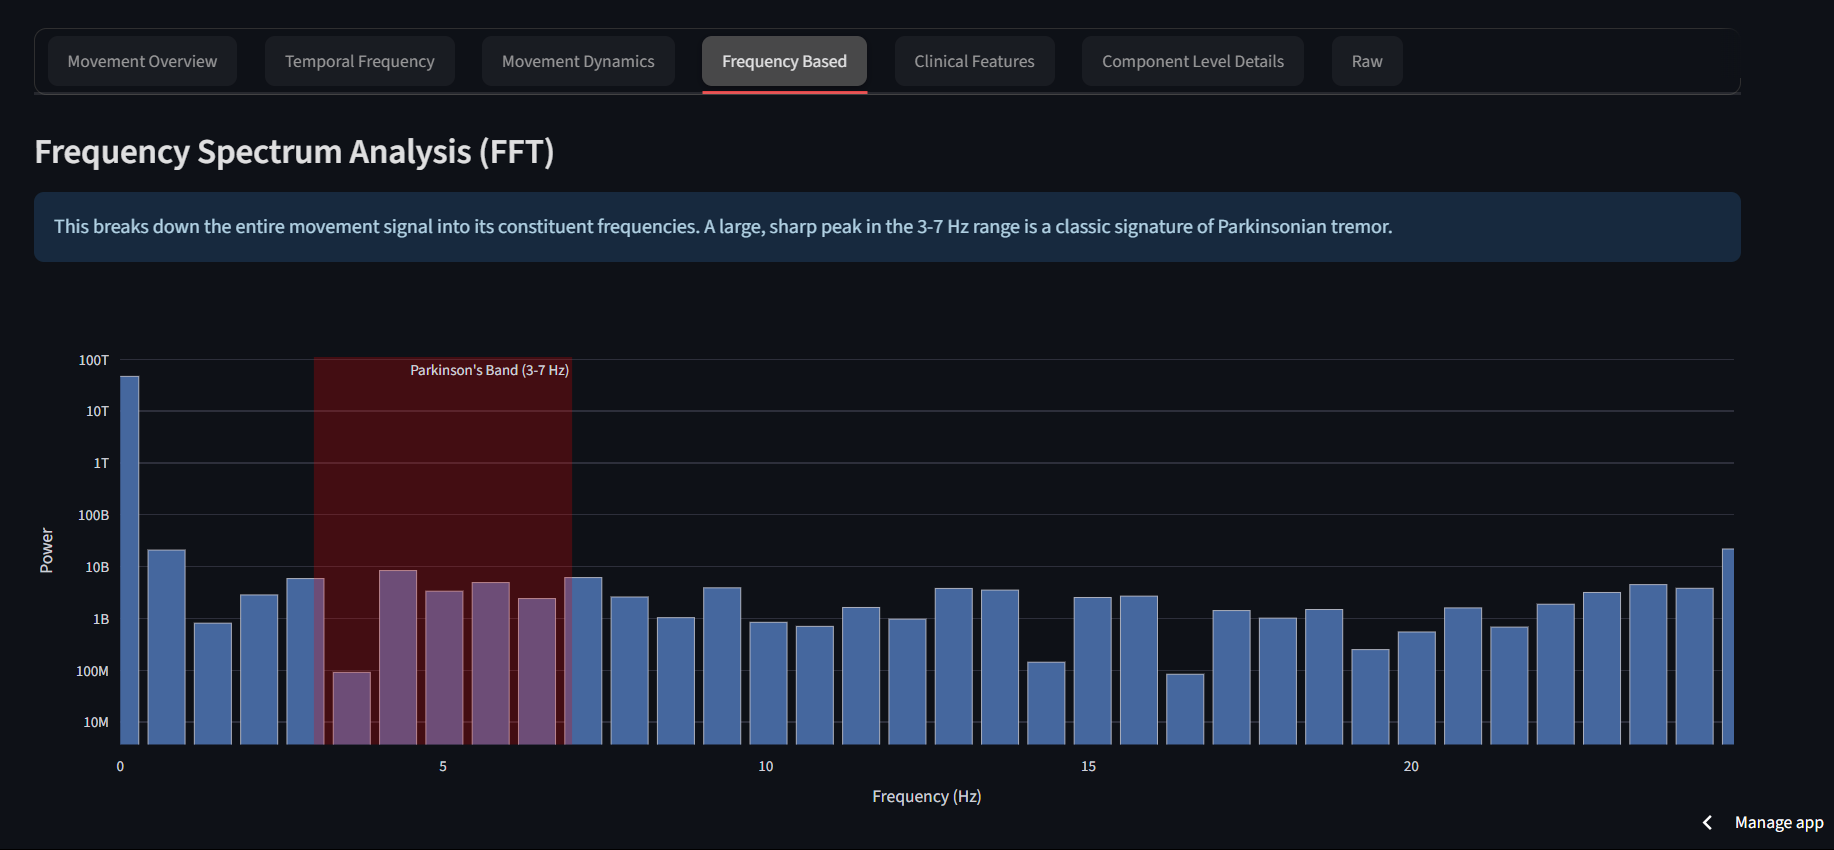 Movement Overview
Temporal Frequency
Movement Dynamics
Frequency Based
Clinical Features
Component Level Details
Raw
Frequency Spectrum Analysis (FFT)
This breaks down the entire movement signal into its constituent frequencies. A large, sharp peak in the 3-7 Hz range is a classic signature of Parkinsonian tremor.
Parkinson's Band (3-7 Hz)
100T
10T
1T
100B
10B
1B
100M
10M
Power
0
5
10
15
20
Frequency (Hz)
Manage app